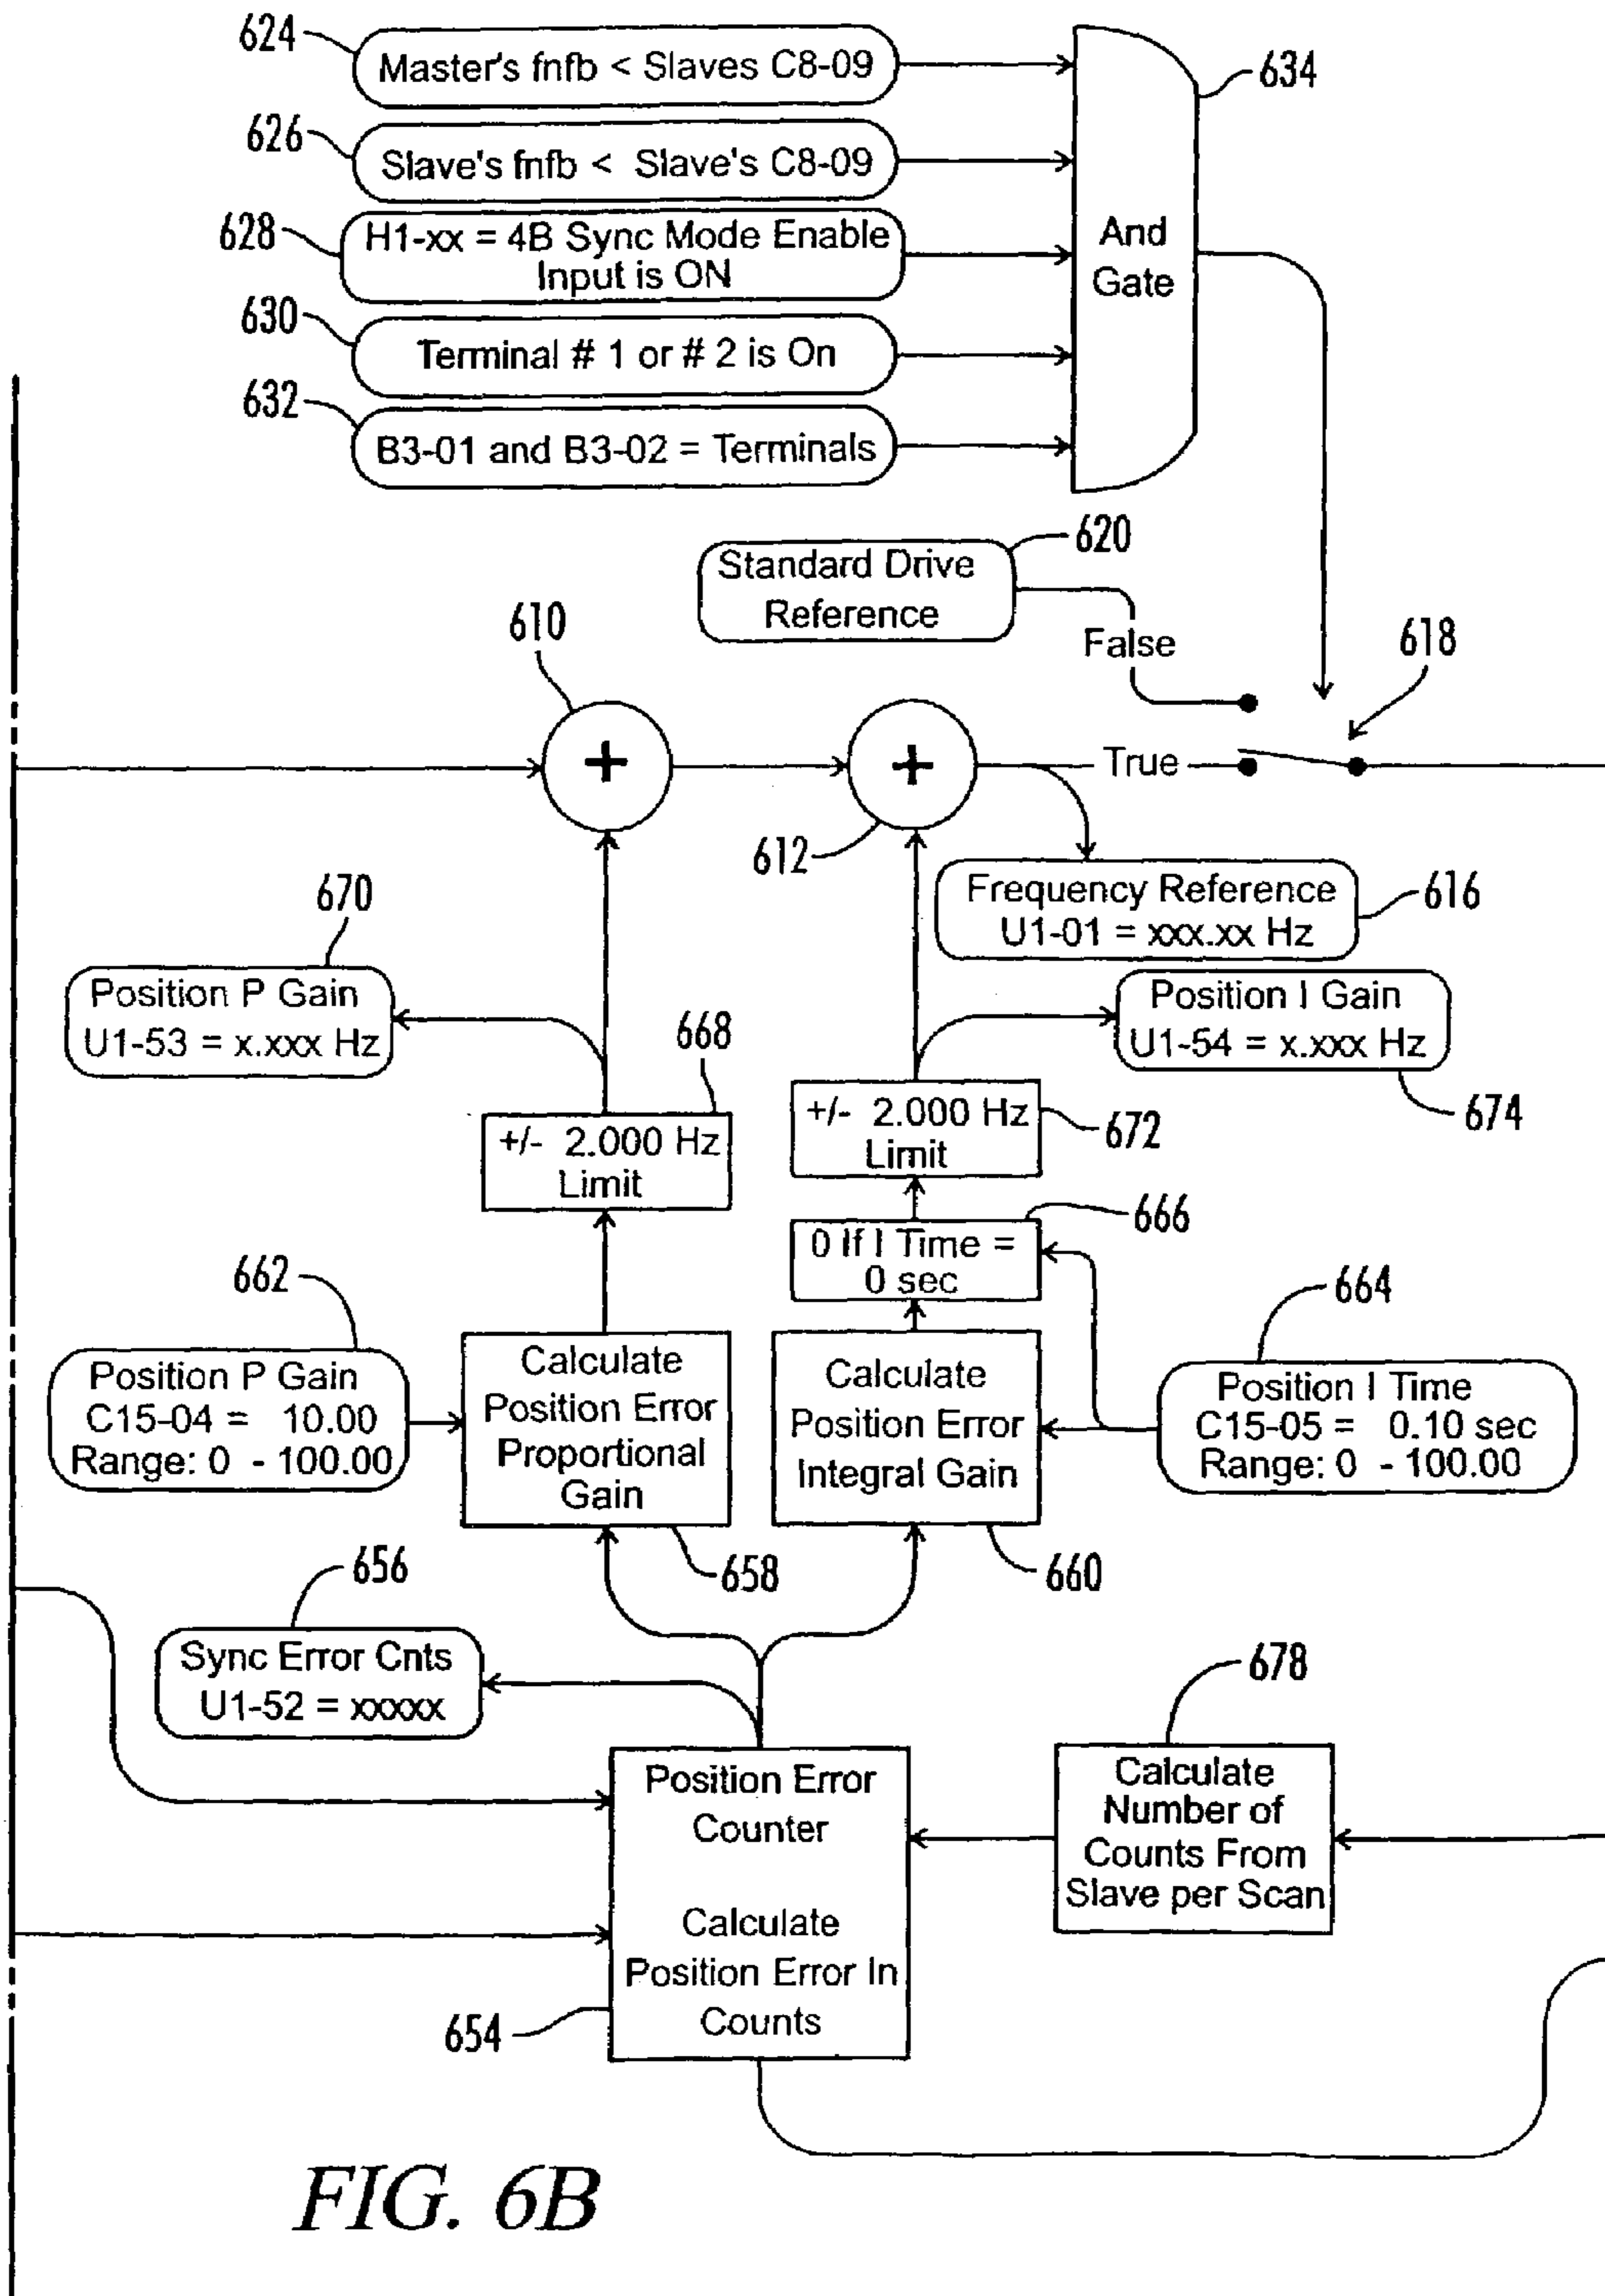 624
Master's fnfb < Slaves C8-09
634
626
Slave's fnfb < Slave's C8-09
628
H1-xx = 4B Sync Mode Enable
Input is ON
And
Gate
630
Terminal # 1 or # 2 is On
632
B3-01 and B3-02 = Terminals
620
Standard Drive
Reference
False
610
618
+
+
True
612
Frequency Reference
U1-01 = xxx.xx Hz
616
670
Position P Gain
U1-53 = x.xxx Hz
Position I Gain
U1-54 = x.xxx Hz
674
668
+/- 2.000 Hz
Limit
+/- 2.000 Hz
Limit
672
666
0 If I Time =
0 sec
662
Position P Gain
C15-04 = 10.00
Range: 0 - 100.00
Calculate
Position Error
Proportional
Gain
658
Calculate
Position Error
Integral Gain
660
664
Position I Time
C15-05 = 0.10 sec
Range: 0 - 100.00
656
Sync Error Cnts
U1-52 = xxxxx
678
Position Error
Counter
Calculate
Position Error In
Counts
654
Calculate
Number of
Counts From
Slave per Scan
FIG. 6B